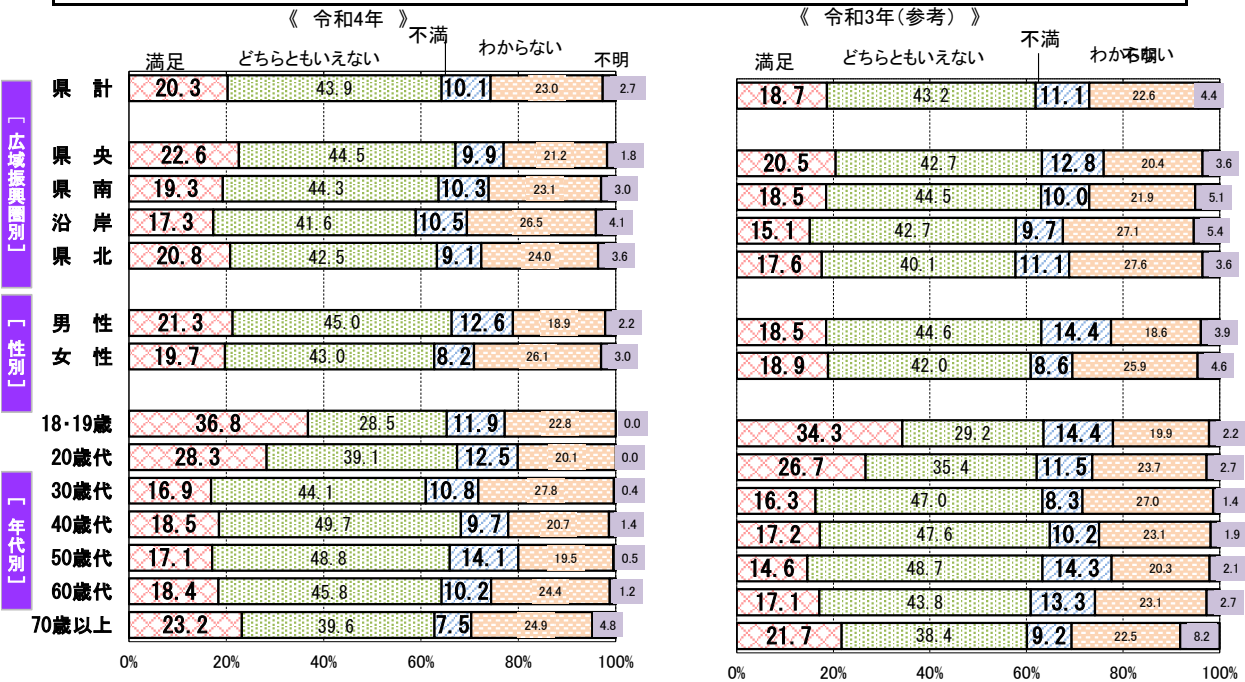 《 令和4年 》
満足 どちらともいえない 不満 わからない 不明
[ 広域振興圏別 ]
県 計 20.3 43.9 10.1 23.0 2.7
県 央 22.6 44.5 9.9 21.2 1.8
県 南 19.3 44.3 10.3 23.1 3.0
沿 岸 17.3 41.6 10.5 26.5 4.1
県 北 20.8 42.5 9.1 24.0 3.6
[ 性別 ]
男 性 21.3 45.0 12.6 18.9 2.2
女 性 19.7 43.0 8.2 26.1 3.0
[ 年代別 ]
18・19歳 36.8 28.5 11.9 22.8 0.0
20歳代 28.3 39.1 12.5 20.1 0.0
30歳代 16.9 44.1 10.8 27.8 0.4
40歳代 18.5 49.7 9.7 20.7 1.4
50歳代 17.1 48.8 14.1 19.5 0.5
60歳代 18.4 45.8 10.2 24.4 1.2
70歳以上 23.2 39.6 7.5 24.9 4.8
0% 20% 40% 60% 80% 100%
《 令和3年(参考) 》
満足 どちらともいえない 不満 わからない 不明
18.7 43.2 11.1 22.6 4.4
20.5 42.7 12.8 20.4 3.6
18.5 44.5 10.0 21.9 5.1
15.1 42.7 9.7 27.1 5.4
17.6 40.1 11.1 27.6 3.6
18.5 44.6 14.4 18.6 3.9
18.9 42.0 8.6 25.9 4.6
34.3 29.2 14.4 19.9 2.2
26.7 35.4 11.5 23.7 2.7
16.3 47.0 8.3 27.0 1.4
17.2 47.6 10.2 23.1 1.9
14.6 48.7 14.3 20.3 2.1
17.1 43.8 13.3 23.1 2.7
21.7 38.4 9.2 22.5 8.2
0% 20% 40% 60% 80% 100%